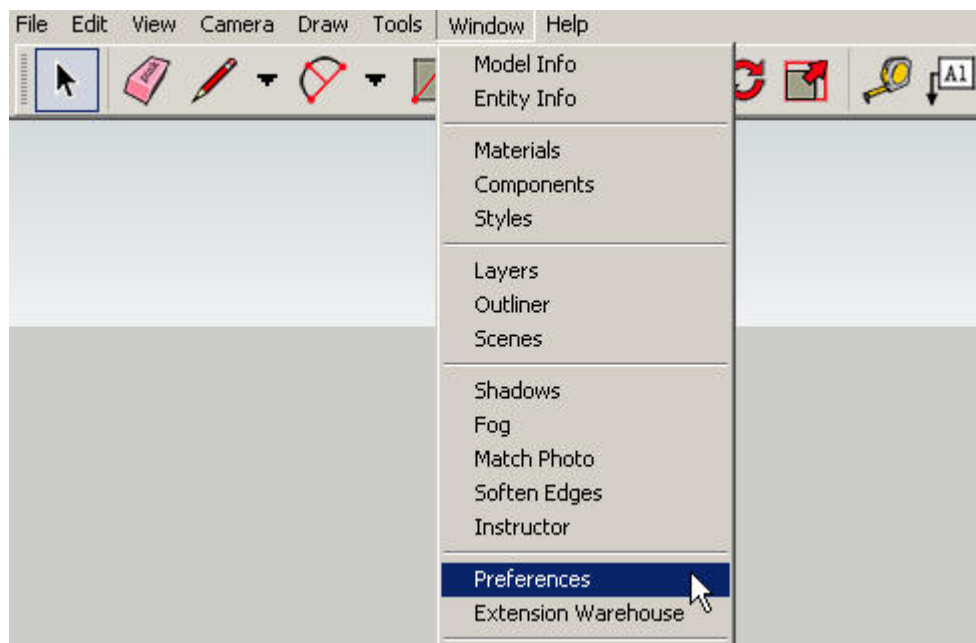 File Edit View Camera Draw Tools Window Help
pink
A1
Model Info
Entity Info
Materials
Components
Styles
Layers
Outliner
Scenes
Shadows
Fog
Match Photo
Soften Edges
Instructor
Preferences
Extension Warehouse